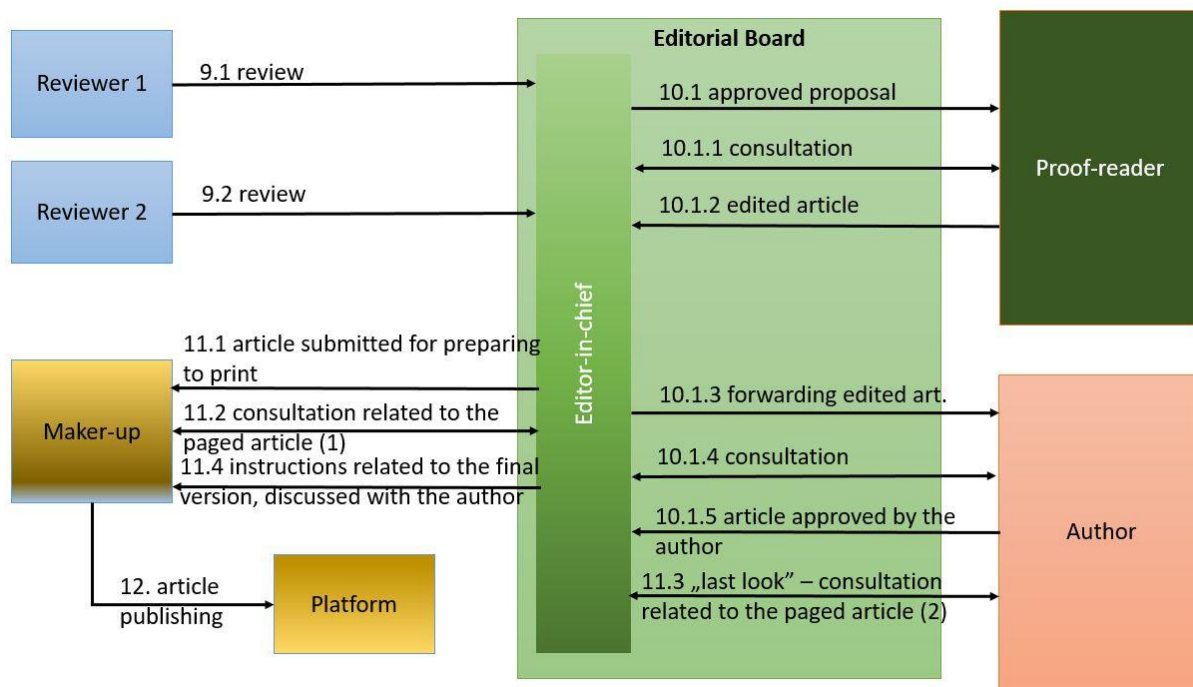 Editorial Board
Reviewer 1
9.1 review
10.1 approved proposal
10.1.1 consultation
Proof-reader
Reviewer 2
9.2 review
10.1.2 edited article
Editor-in-chief
11.1 article submitted for preparing
to print
Maker-up
11.2 consultation related to the
paged article (1)
11.4 instructions related to the final
version, discussed with the author
10.1.3 forwarding edited art.
10.1.4 consultation
10.1.5 article approved by the
author
Author
11.3 „last look” – consultation
related to the paged article (2)
12. article
publishing
Platform